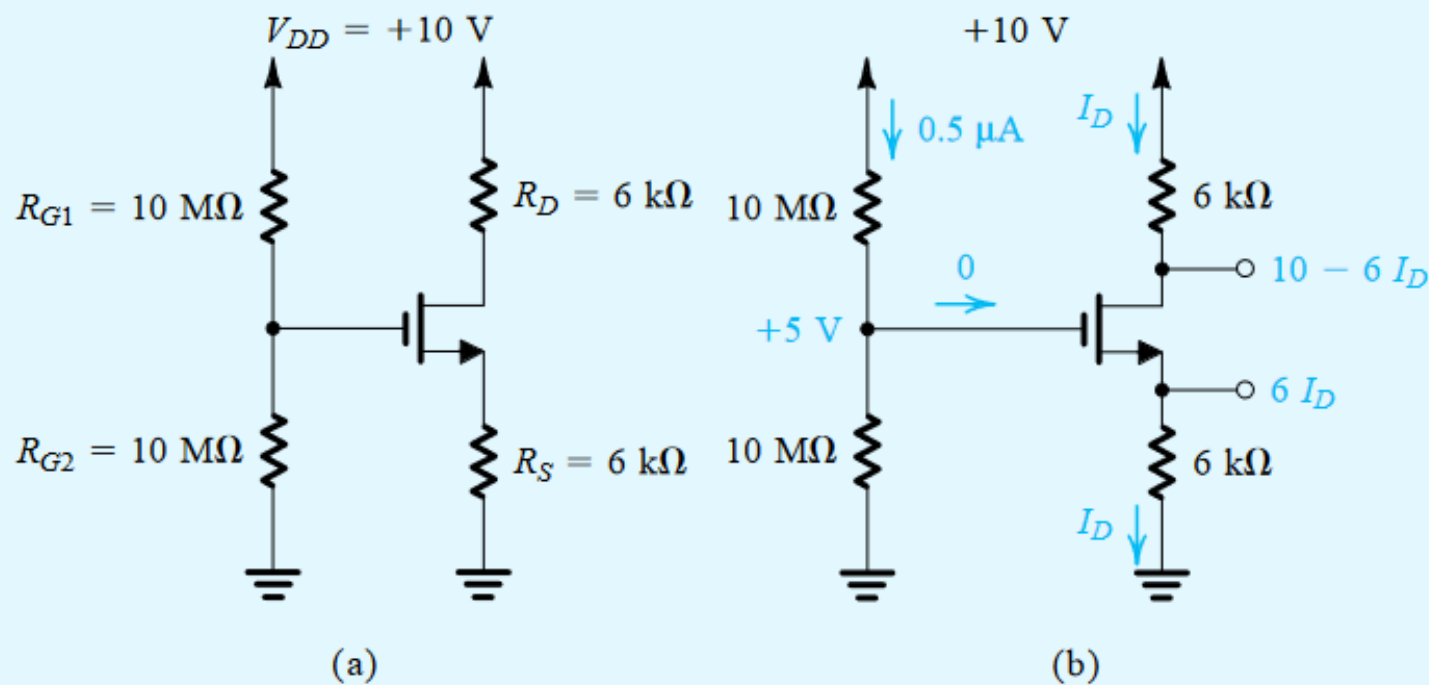 V_DD = +10 V
R_G1 = 10 MΩ
R_D = 6 kΩ
R_G2 = 10 MΩ
R_S = 6 kΩ
(a)
+10 V
0.5 μA
I_D
10 MΩ
6 kΩ
0
10 − 6 I_D
+5 V
6 I_D
10 MΩ
6 kΩ
I_D
(b)